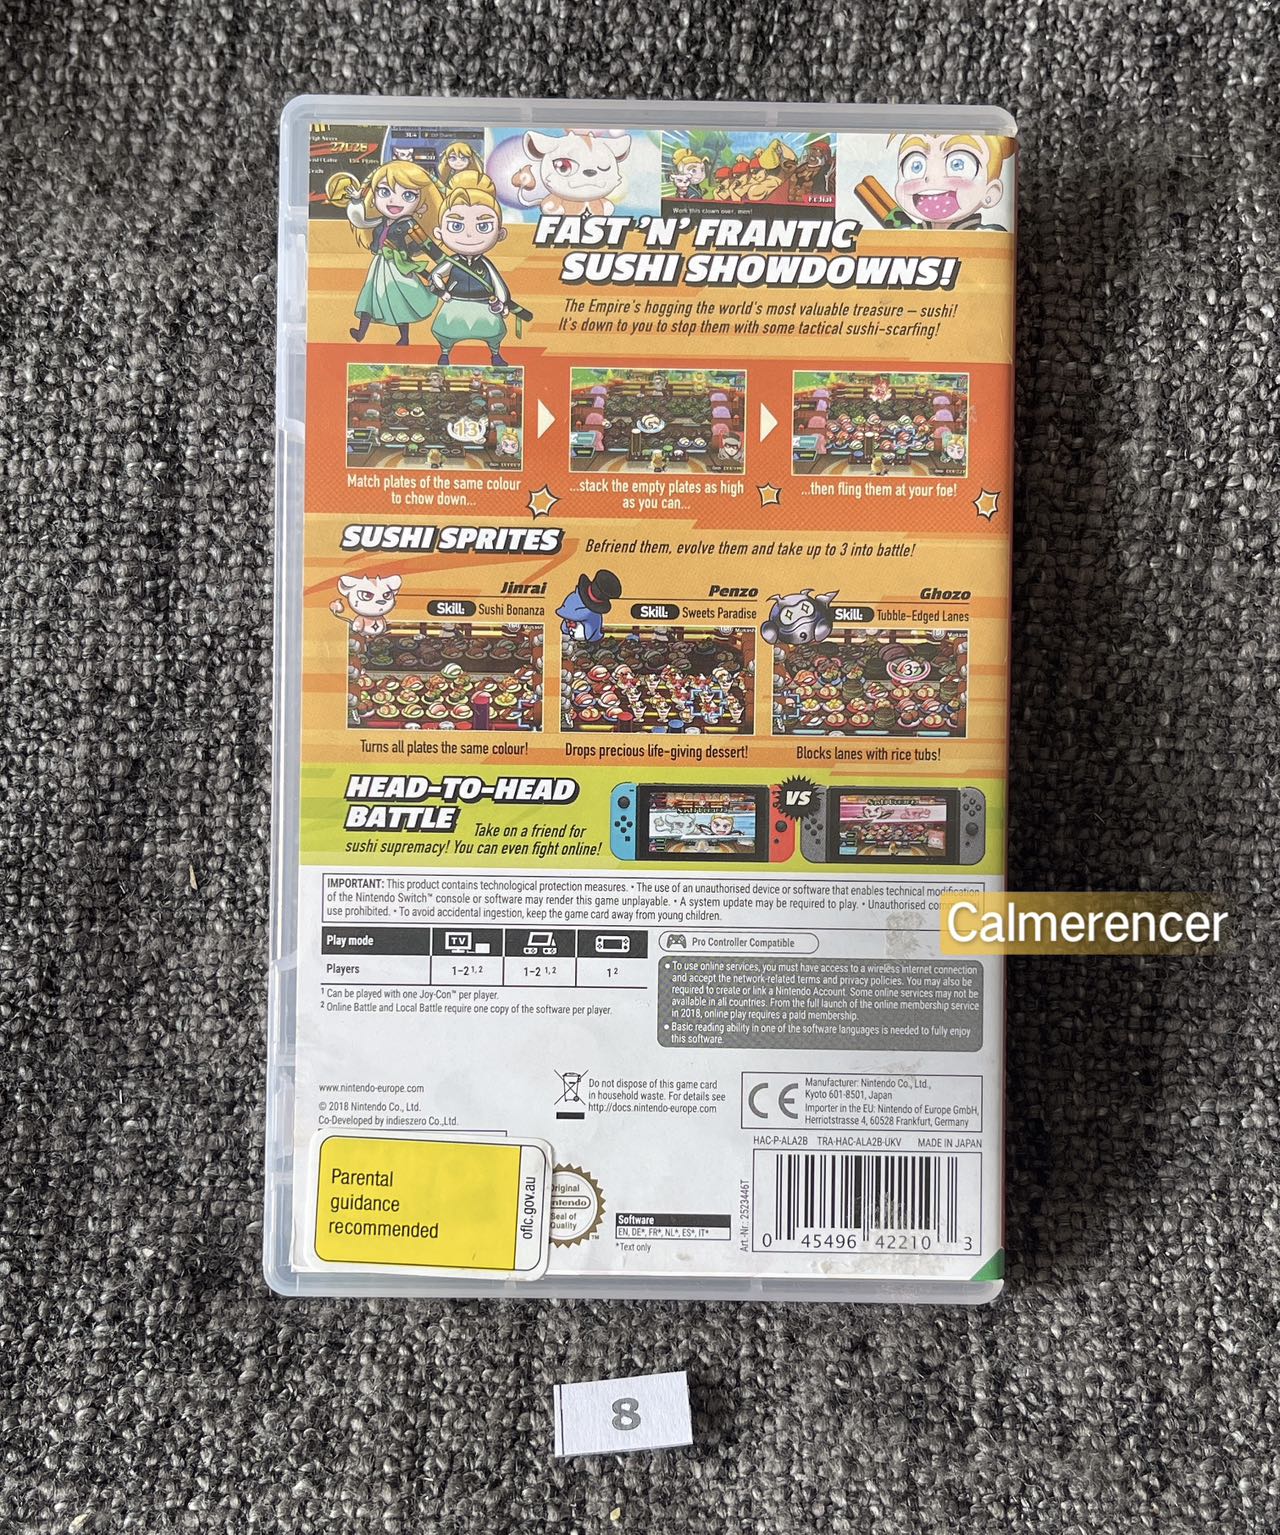 27028
Work this clown over, men!
Kodiak
FAST 'N' FRANTIC
SUSHI SHOWDOWNS!
The Empire's hogging the world's most valuable treasure – sushi!
It's down to you to stop them with some tactical sushi-scarfing!
13
Match plates of the same colour
to chow down...
...stack the empty plates as high
as you can...
...then fling them at your foe!
SUSHI SPRITES
Befriend them, evolve them and take up to 3 into battle!
Jinrai
Skill: Sushi Bonanza
Penzo
Skill: Sweets Paradise
Ghozo
Skill: Tubble-Edged Lanes
Turns all plates the same colour!
Drops precious life-giving dessert!
Blocks lanes with rice tubs!
HEAD-TO-HEAD
BATTLE
Take on a friend for
sushi supremacy! You can even fight online!
VS
IMPORTANT: This product contains technological protection measures. • The use of an unauthorised device or software that enables technical modification
of the Nintendo Switch™ console or software may render this game unplayable. • A system update may be required to play. • Unauthorised
use prohibited. • To avoid accidental ingestion, keep the game card away from young children.
Calmerencer
Play mode
TV
Players
1-2 1,2
1-2 1,2
1 2
Pro Controller Compatible
1 Can be played with one Joy-Con™ per player.
2 Online Battle and Local Battle require one copy of the software per player.
• To use online services, you must have access to a wireless internet connection
and accept the network-related terms and privacy policies. You may also be
required to create or link a Nintendo Account. Some online services may not be
available in all countries. From the full launch of the online membership service
in 2018, online play requires a paid membership.
• Basic reading ability in one of the software languages is needed to fully enjoy
this software.
www.nintendo-europe.com
© 2018 Nintendo Co., Ltd.
Co-Developed by indieszero Co.,Ltd.
Do not dispose of this game card
in household waste. For details see
http://docs.nintendo-europe.com
CE
Manufacturer: Nintendo Co., Ltd.,
Kyoto 601-8501, Japan
Importer in the EU: Nintendo of Europe GmbH,
Herriotstrasse 4, 60528 Frankfurt, Germany
HAC-P-ALA2B TRA-HAC-ALA2B-UKV MADE IN JAPAN
Parental
guidance
recommended
oflc.gov.au
Original
Nintendo
Seal of
Quality
TM
Software
EN, DE*, FR*, NL*, ES*, IT*
*Text only
Art.-Nr.: 2523446T
0 45496 42210 3
8